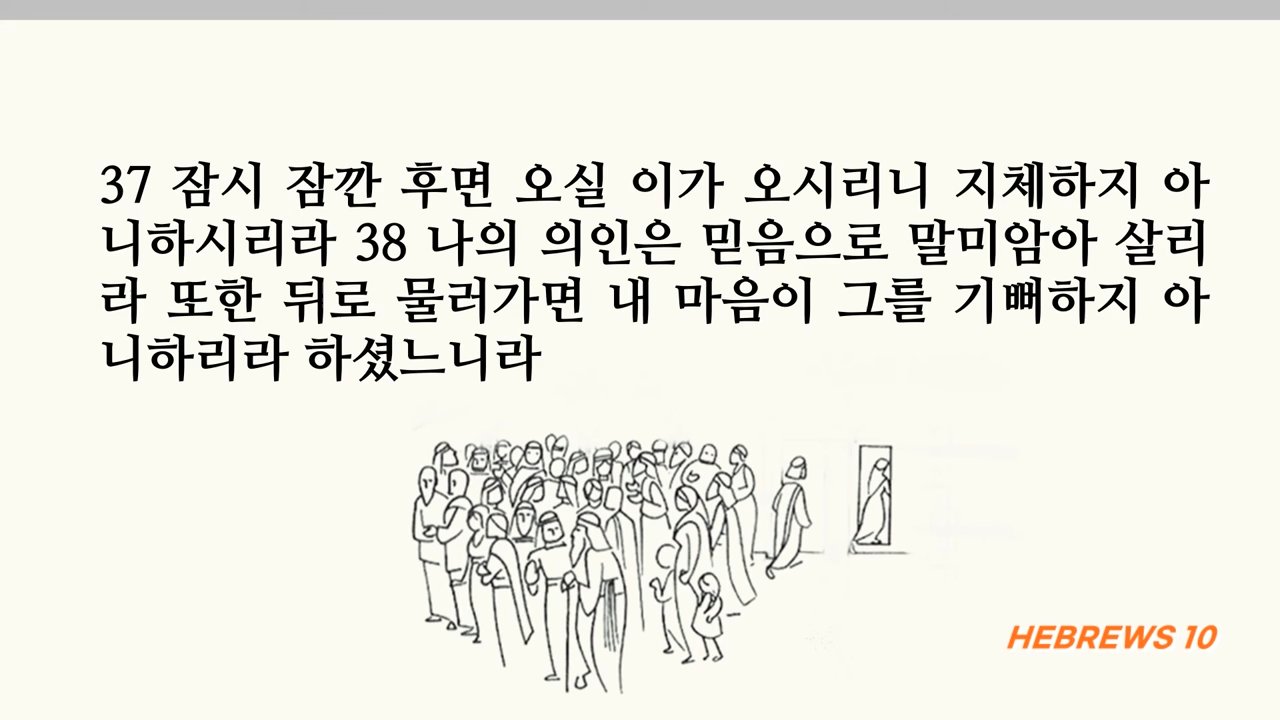 37 잠시 잠깐 후면 오실 이가 오시리니 지체하지 아
니하시리라 38 나의 의인은 믿음으로 말미암아 살리
라 또한 뒤로 물러가면 내 마음이 그를 기뻐하지 아
니하리라 하셨느니라
HEBREWS 10